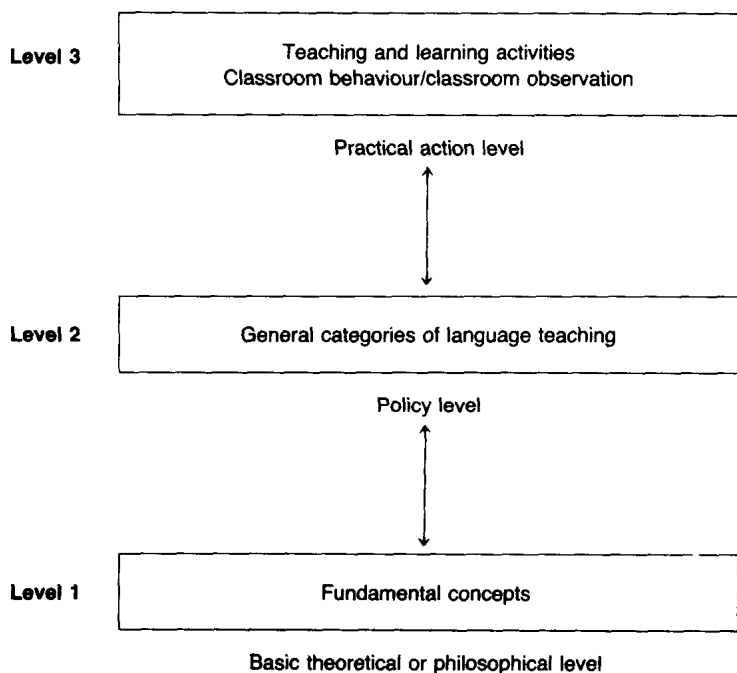 Level 3
Teaching and learning activities
Classroom behaviour/classroom observation
Practical action level
Level 2
General categories of language teaching
Policy level
Level 1
Fundamental concepts
Basic theoretical or philosophical level